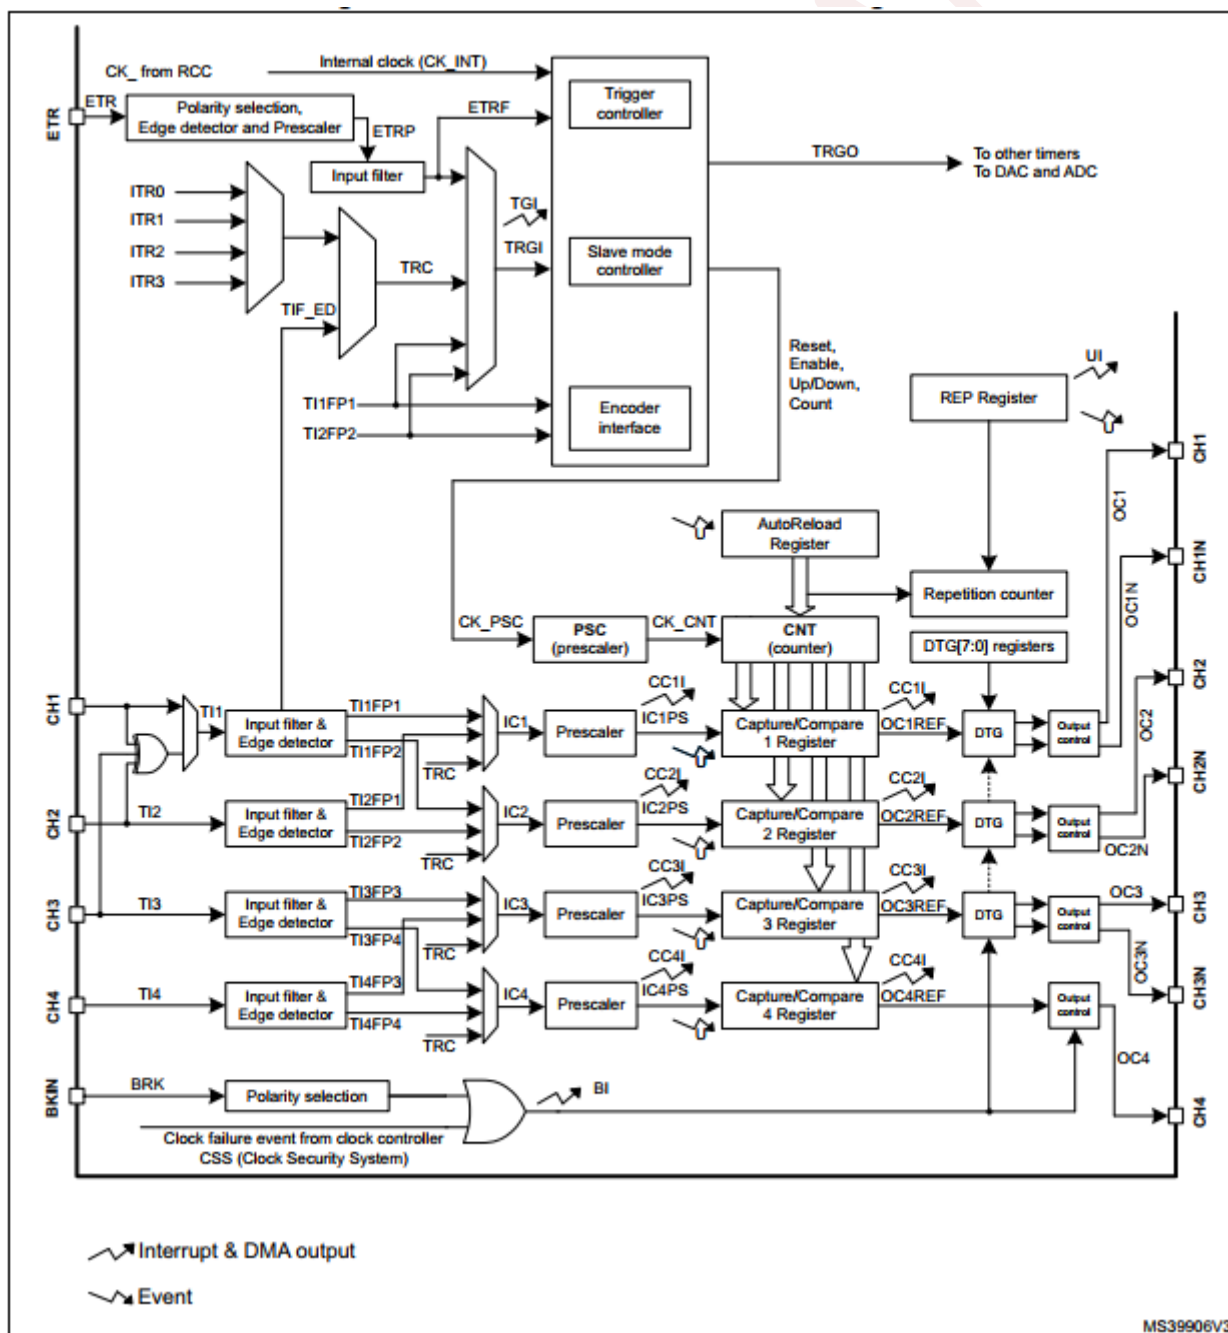 CK_ from RCC
Internal clock (CK_INT)
ETR
ETR
Polarity selection,
Edge detector and Prescaler
ETRP
ETRF
Input filter
Trigger
controller
TRGO
To other timers
To DAC and ADC
ITR0
ITR1
ITR2
ITR3
TGI
TRGI
TRC
TIF_ED
Slave mode
controller
Reset,
Enable,
Up/Down,
Count
TI1FP1
TI2FP2
Encoder
interface
UI
REP Register
AutoReload
Register
Repetition counter
CK_PSC
PSC
(prescaler)
CK_CNT
CNT
(counter)
DTG[7:0] registers
CH1
TI1
Input filter &
Edge detector
TI1FP1
TI1FP2
TRC
IC1
Prescaler
CC1I
IC1PS
Capture/Compare
1 Register
CC1I
OC1REF
DTG
Output
control
OC1
CH1
OC1N
CH1N
CH2
TI2
Input filter &
Edge detector
TI2FP1
TI2FP2
TRC
IC2
Prescaler
CC2I
IC2PS
Capture/Compare
2 Register
CC2I
OC2REF
DTG
Output
control
OC2
CH2
OC2N
CH2N
CH3
TI3
Input filter &
Edge detector
TI3FP3
TI3FP4
TRC
IC3
Prescaler
CC3I
IC3PS
Capture/Compare
3 Register
CC3I
OC3REF
DTG
Output
control
OC3
CH3
OC3N
CH3N
CH4
TI4
Input filter &
Edge detector
TI4FP3
TI4FP4
TRC
IC4
Prescaler
CC4I
IC4PS
Capture/Compare
4 Register
CC4I
OC4REF
Output
control
OC4
CH4
BKIN
BRK
Polarity selection
BI
Clock failure event from clock controller
CSS (Clock Security System)
Interrupt & DMA output
Event
MS39906V3